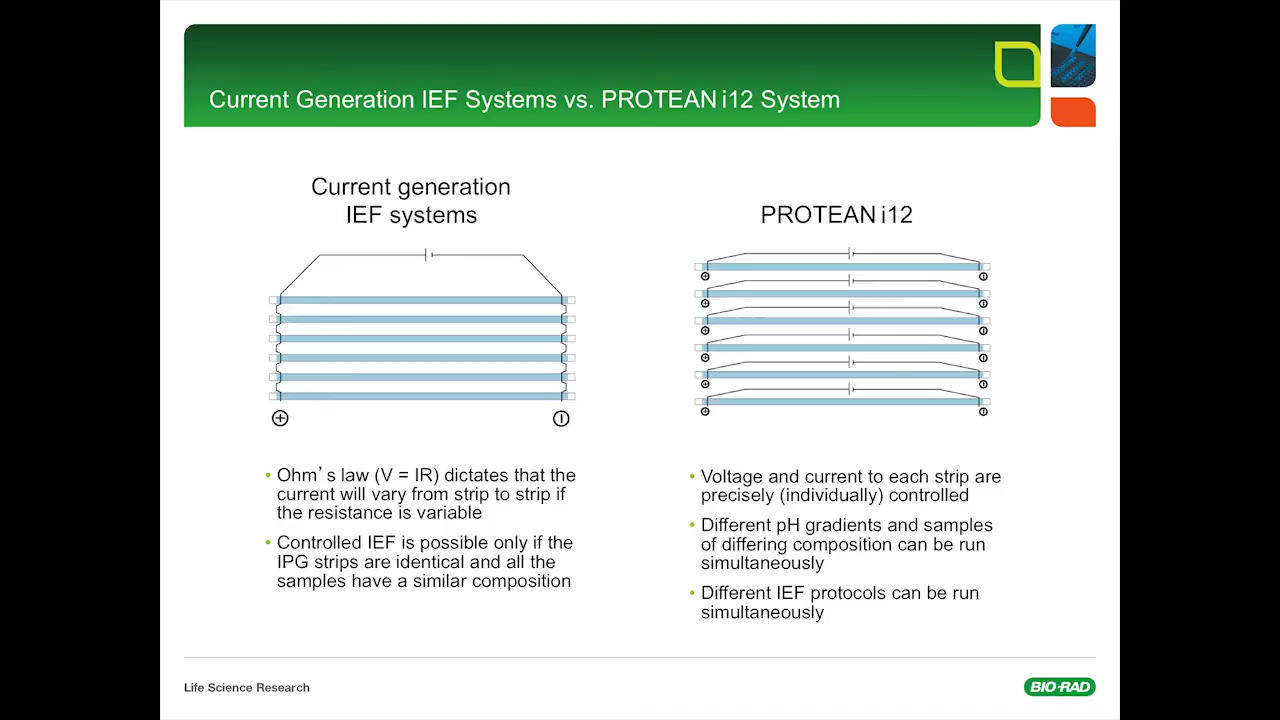 Current Generation IEF Systems vs. PROTEAN i12 System
Current generation
IEF systems
• Ohm’s law (V = IR) dictates that the
current will vary from strip to strip if
the resistance is variable
• Controlled IEF is possible only if the
IPG strips are identical and all the
samples have a similar composition
PROTEAN i12
• Voltage and current to each strip are
precisely (individually) controlled
• Different pH gradients and samples
of differing composition can be run
simultaneously
• Different IEF protocols can be run
simultaneously
Life Science Research
BIO-RAD